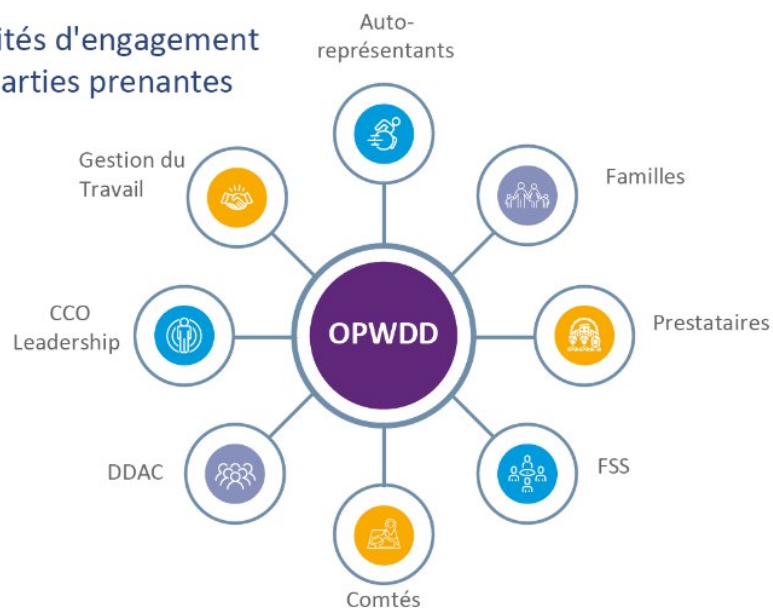 ités d'engagement
arties prenantes
Auto-
représentants
Gestion du
Travail
Familles
CCO
Leadership
OPWDD
Prestataires
DDAC
FSS
Comtés